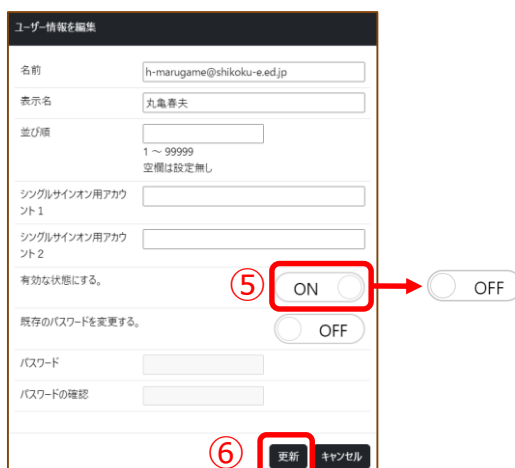 ユーザー情報を編集
名前 h-marugame@shikoku-e.ed.jp
表示名 丸亀春夫
並び順
1 ～ 99999
空欄は設定無し
シングルサインオン用アカウ
ント1
シングルサインオン用アカウ
ント2
有効な状態にする。 ⑤ ON OFF
既存のパスワードを変更する。 OFF
パスワード
パスワードの確認
⑥ 更新 キャンセル